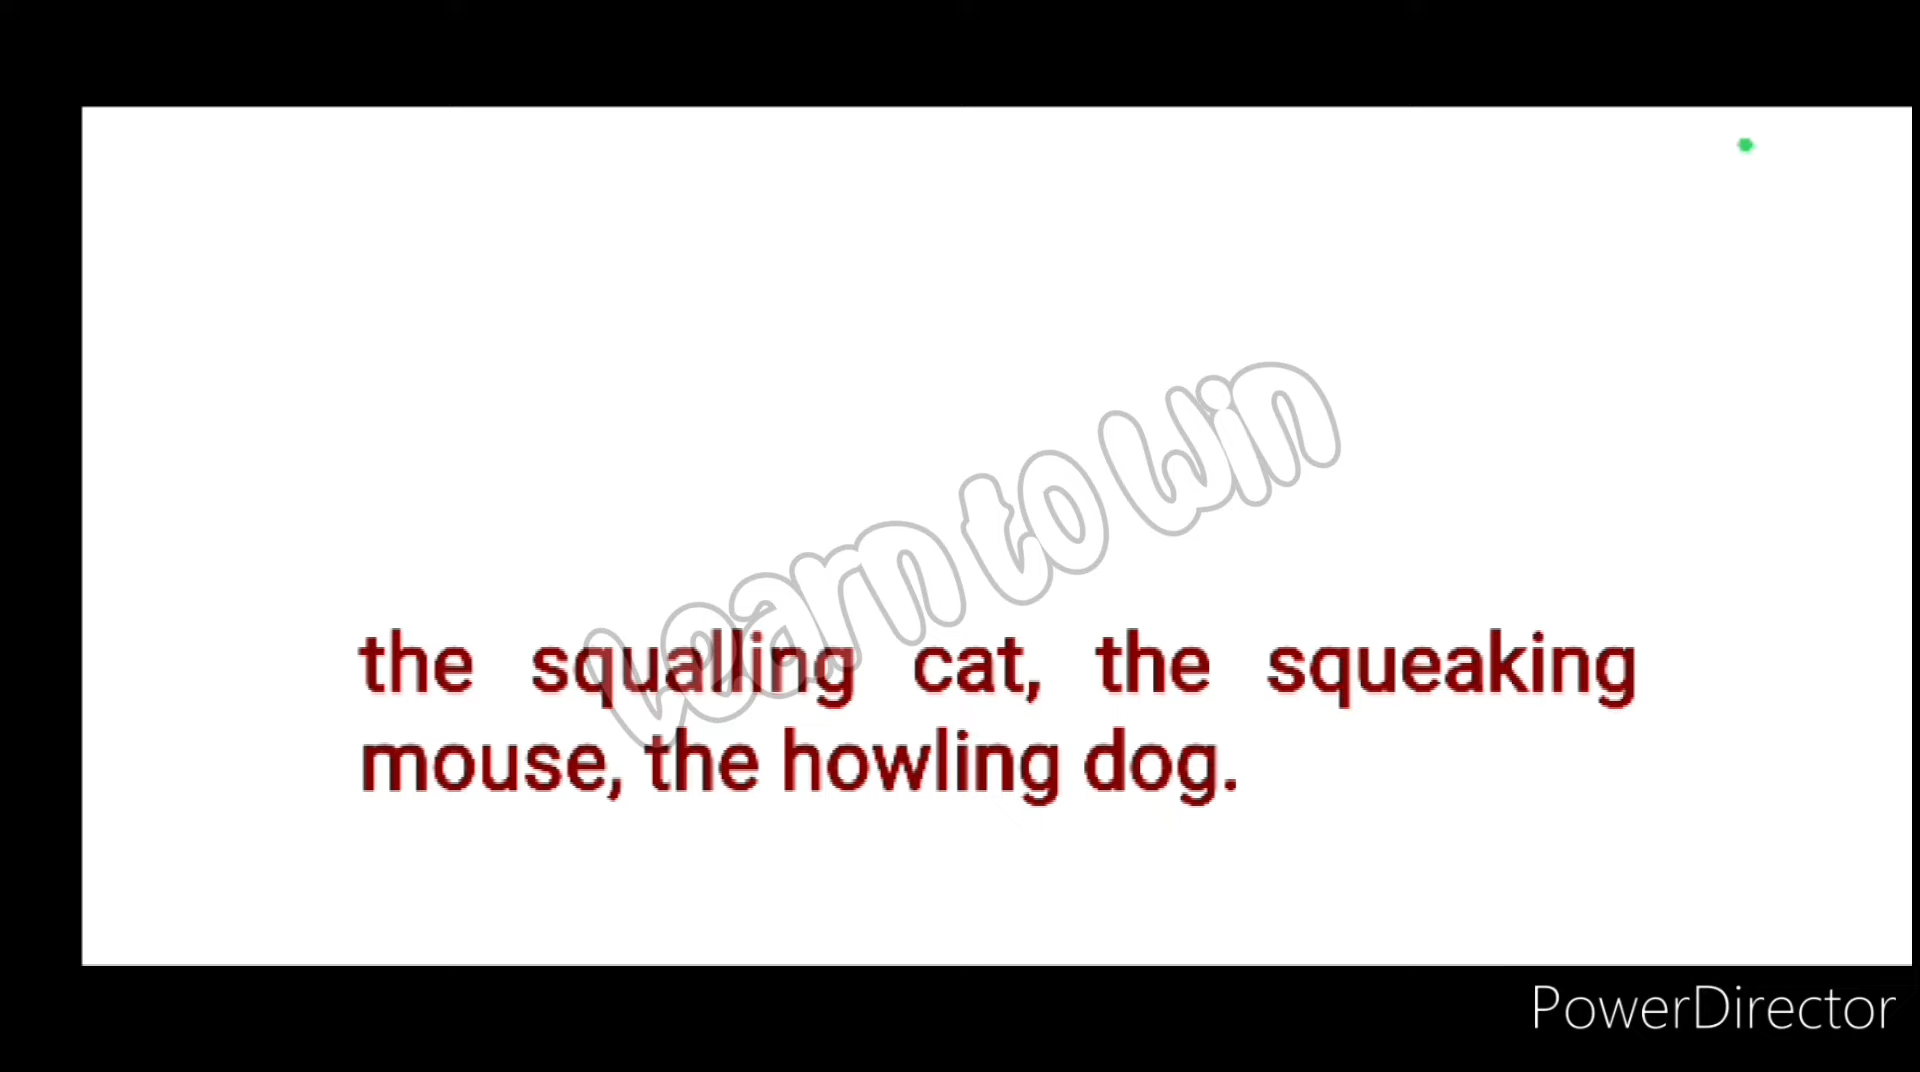 Learn to Win
the squalling cat, the squeaking
mouse, the howling dog.
PowerDirector